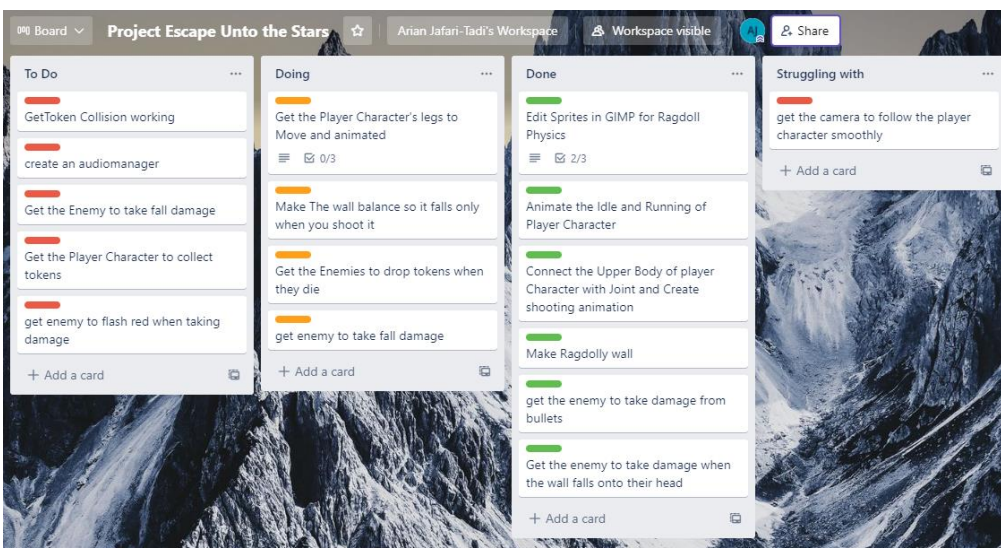 Board
Project Escape Unto the Stars
Arian Jafari-Tadi's Workspace
Workspace visible
AJ
Share
To Do
GetToken Collision working
create an audiomanager
Get the Enemy to take fall damage
Get the Player Character to collect
tokens
get enemy to flash red when taking
damage
+ Add a card
Doing
Get the Player Character's legs to
Move and animated
0/3
Make The wall balance so it falls only
when you shoot it
Get the Enemies to drop tokens when
they die
get enemy to take fall damage
+ Add a card
Done
Edit Sprites in GIMP for Ragdoll
Physics
2/3
Animate the Idle and Running of
Player Character
Connect the Upper Body of player
Character with Joint and Create
shooting animation
Make Ragdolly wall
get the enemy to take damage from
bullets
Get the enemy to take damage when
the wall falls onto their head
+ Add a card
Struggling with
get the camera to follow the player
character smoothly
+ Add a card